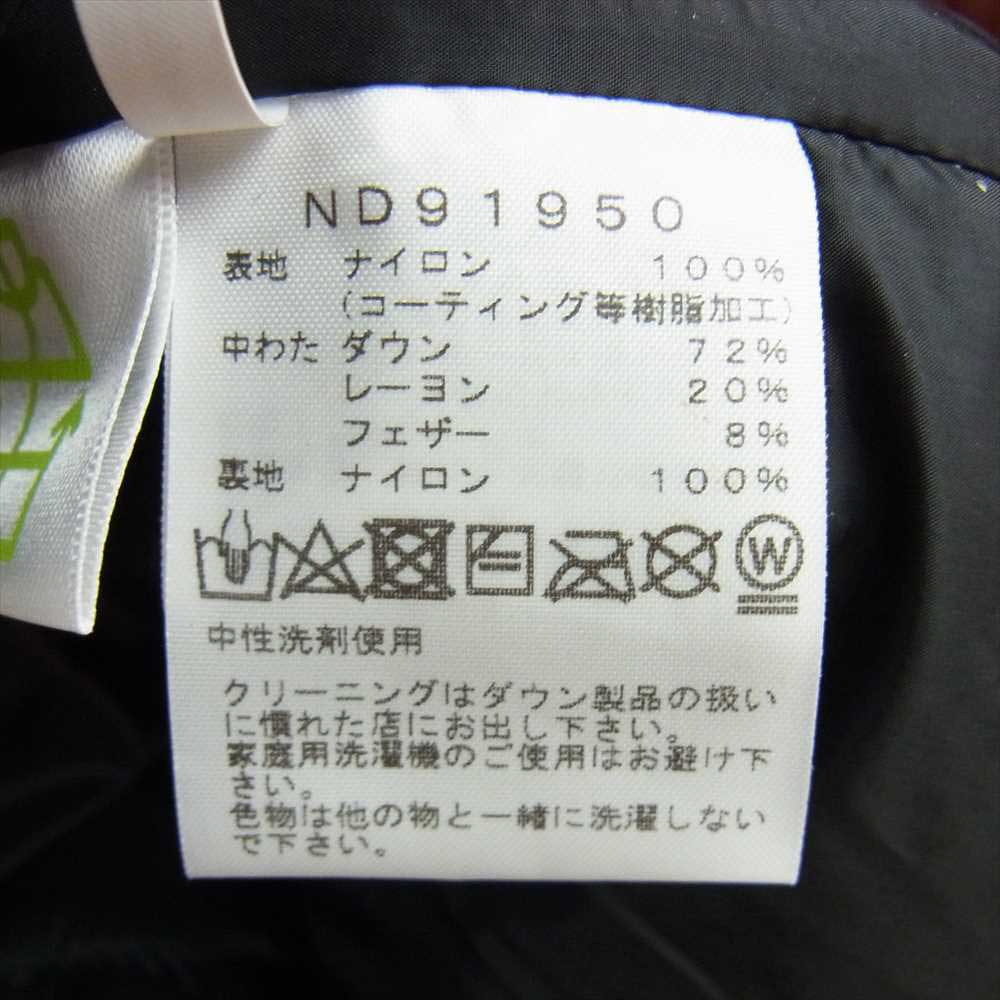 ND91950
表地 ナイロン 100%
(コーティング等樹脂加工)
中わた ダウン 72%
レーヨン 20%
フェザー 8%
裏地 ナイロン 100%
W
中性洗剤使用
クリーニングはダウン製品の扱い
に慣れた店にお出し下さい。
家庭用洗濯機のご使用はお避け下
さい。
色物は他の物と一緒に洗濯しない
で下さい。